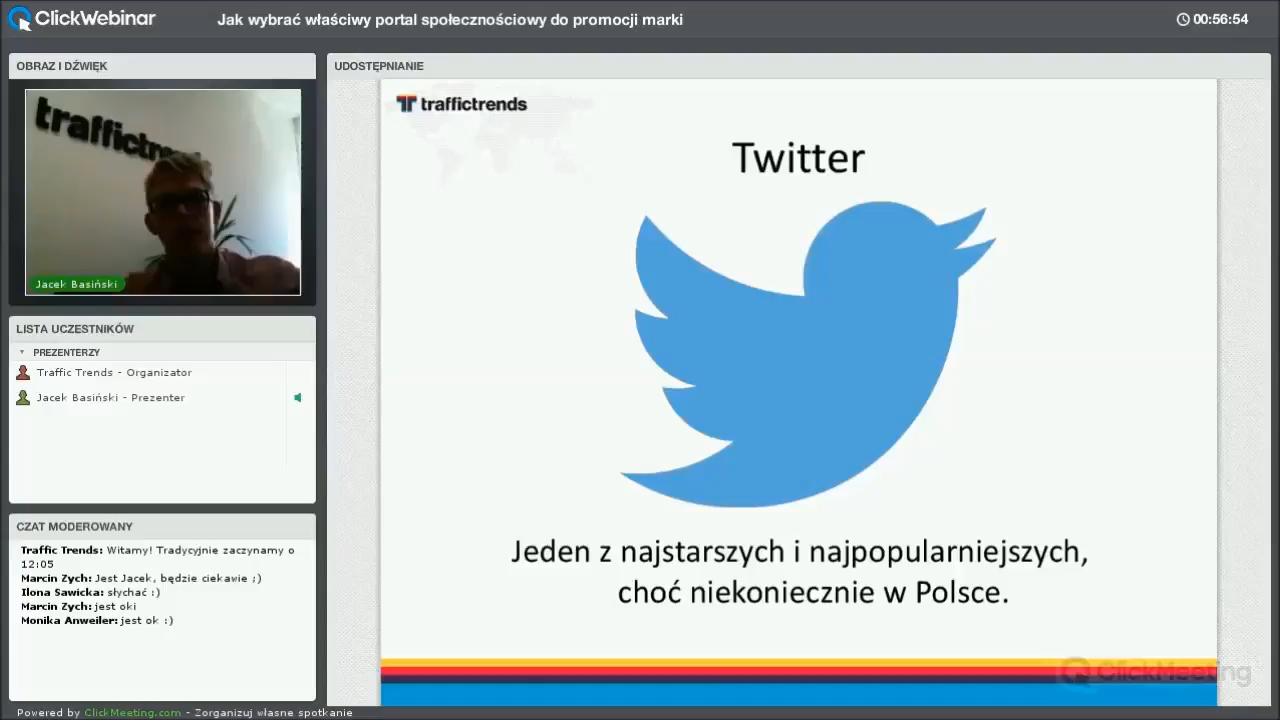 ClickWebinar
Jak wybrać właściwy portal społecznościowy do promocji marki
00:56:54
OBRAZ I DŹWIĘK
traffictrends
Jacek Basiński
LISTA UCZESTNIKÓW
PREZENTERZY
Traffic Trends - Organizator
Jacek Basiński - Prezenter
CZAT MODEROWANY
Traffic Trends: Witamy! Tradycyjnie zaczynamy o
12:05
Marcin Zych: Jest Jacek, będzie ciekawie ;)
Ilona Sawicka: słychać :)
Marcin Zych: jest oki
Monika Anweiler: jest ok :)
UDOSTĘPNIANIE
traffictrends
Twitter
Jeden z najstarszych i najpopularniejszych,
choć niekoniecznie w Polsce.
ClickMeeting
Powered by ClickMeeting.com - Zorganizuj własne spotkanie